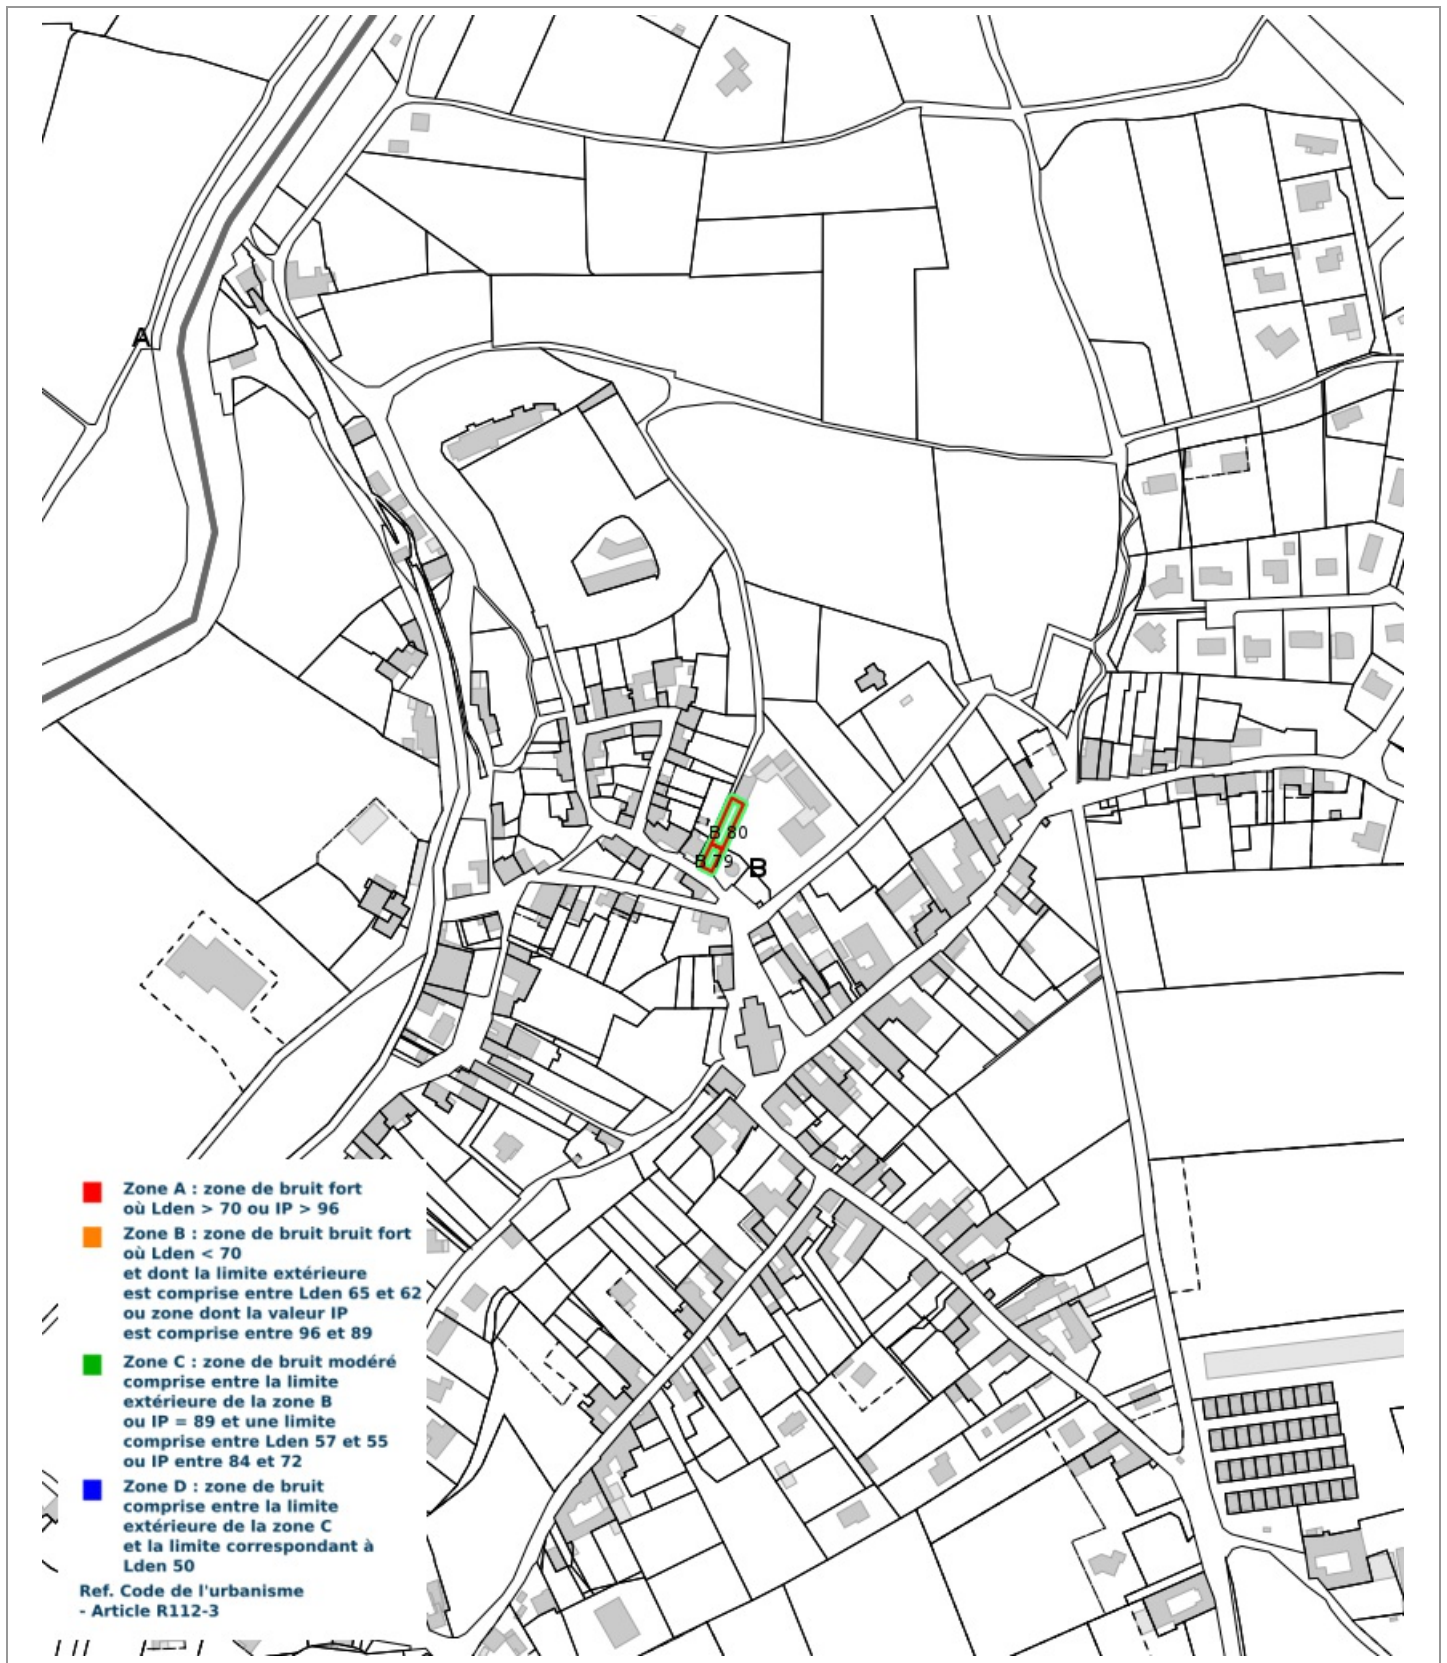 A
B 80
B 79
B
Zone A : zone de bruit fort
où Lden > 70 ou IP > 96
Zone B : zone de bruit bruit fort
où Lden < 70
et dont la limite extérieure
est comprise entre Lden 65 et 62
ou zone dont la valeur IP
est comprise entre 96 et 89
Zone C : zone de bruit modéré
comprise entre la limite
extérieure de la zone B
ou IP = 89 et une limite
comprise entre Lden 57 et 55
ou IP entre 84 et 72
Zone D : zone de bruit
comprise entre la limite
extérieure de la zone C
et la limite correspondant à
Lden 50
Ref. Code de l'urbanisme
- Article R112-3